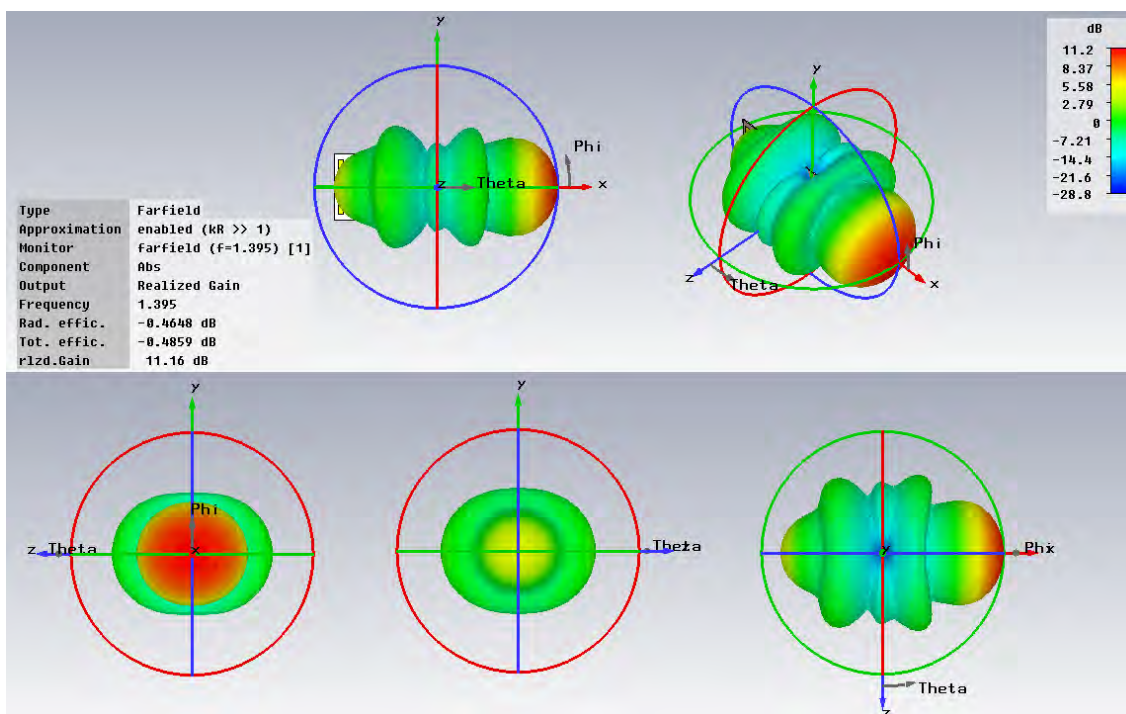 y
Phi
z
Theta
x
Type Farfield
Approximation enabled (kR >> 1)
Monitor farfield (f=1.395) [1]
Component Abs
Output Realized Gain
Frequency 1.395
Rad. effic. -0.4648 dB
Tot. effic. -0.4859 dB
rlzd.Gain 11.16 dB
y
Phi
z
Theta
x
dB
11.2
8.37
5.58
2.79
0
-7.21
-14.4
-21.6
-28.8
y
Phi
z Theta
x
y
y
Phi
x
Theta
z